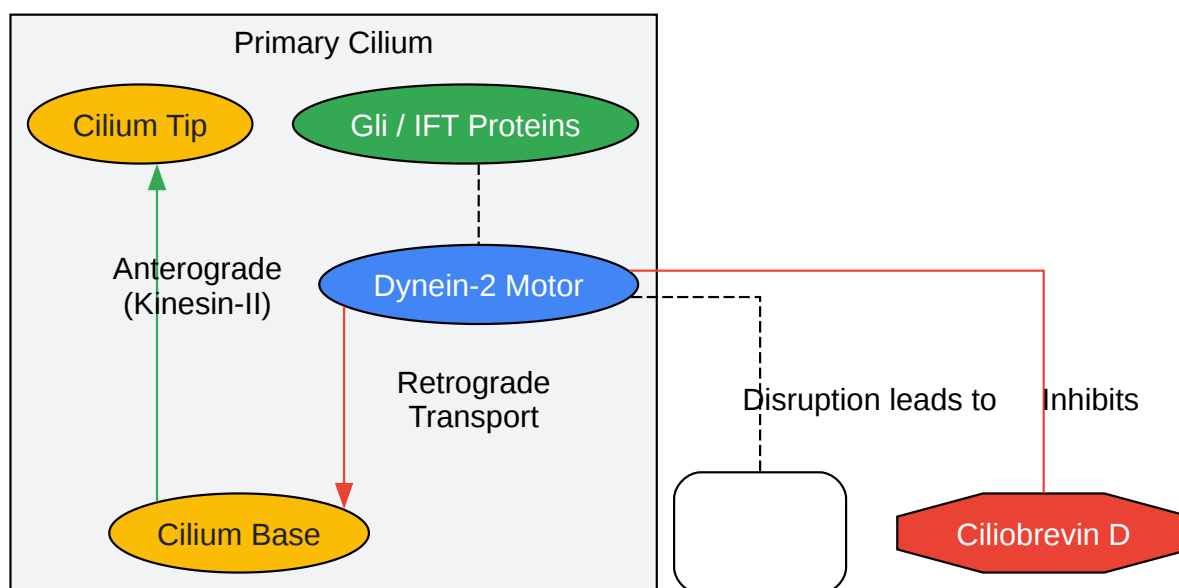 Primary Cilium
Cilium Tip
Gli / IFT Proteins
Anterograde
(Kinesin-II)
Dynein-2 Motor
Retrograde
Transport
Disruption leads to
Inhibits
Cilium Base
Ciliobrevin D